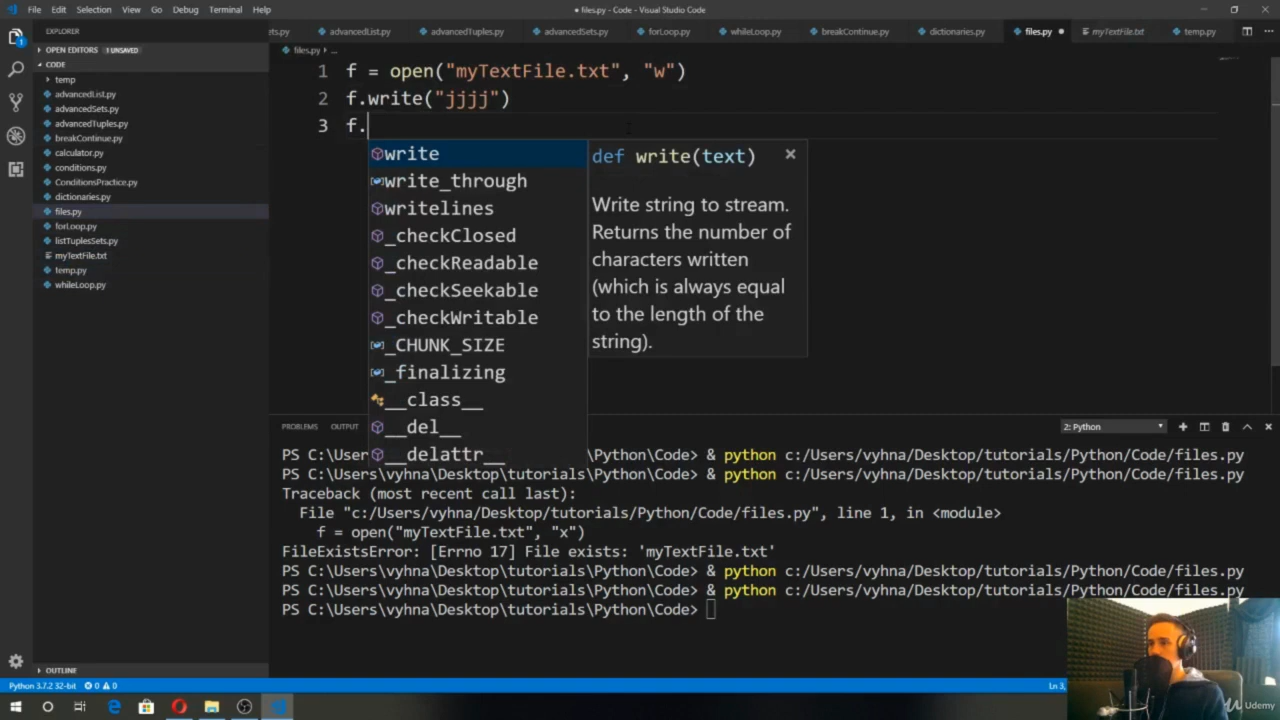 File Edit Selection View Go Debug Terminal Help
● files.py - Code - Visual Studio Code
EXPLORER
OPEN EDITORS 1 UNSAVED
CODE
temp
advancedList.py
advancedSets.py
advancedTuples.py
breakContinue.py
calculator.py
conditions.py
ConditionsPractice.py
dictionaries.py
files.py
forLoop.py
listTuplesSets.py
myTextFile.txt
temp.py
whileLoop.py
OUTLINE
ets.py advancedList.py advancedTuples.py advancedSets.py forLoop.py whileLoop.py breakContinue.py dictionaries.py files.py ● myTextFile.txt temp.py
files.py › ...
1 f = open("myTextFile.txt", "w")
2 f.write("jjjj")
3 f.
write
write_through
writelines
_checkClosed
_checkReadable
_checkSeekable
_checkWritable
_CHUNK_SIZE
_finalizing
__class__
__del__
__delattr__
def write(text)
Write string to stream.
Returns the number of
characters written
(which is always equal
to the length of the
string).
PROBLEMS OUTPUT
2: Python
PS C:\User \Python\Code> & python c:/Users/vyhna/Desktop/tutorials/Python/Code/files.py
PS C:\Users\vyhna\Desktop\tutorials\Python\Code> & python c:/Users/vyhna/Desktop/tutorials/Python/Code/files.py
Traceback (most recent call last):
File "c:/Users/vyhna/Desktop/tutorials/Python/Code/files.py", line 1, in <module>
f = open("myTextFile.txt", "x")
FileExistsError: [Errno 17] File exists: 'myTextFile.txt'
PS C:\Users\vyhna\Desktop\tutorials\Python\Code> & python c:/Users/vyhna/Desktop/tutorials/Python/Code/files.py
PS C:\Users\vyhna\Desktop\tutorials\Python\Code> & python c:/Users/vyhna/Desktop/tutorials/Python/Code/files.py
PS C:\Users\vyhna\Desktop\tutorials\Python\Code>
Python 3.7.2 32-bit 0 0
Ln 3,
Udemy